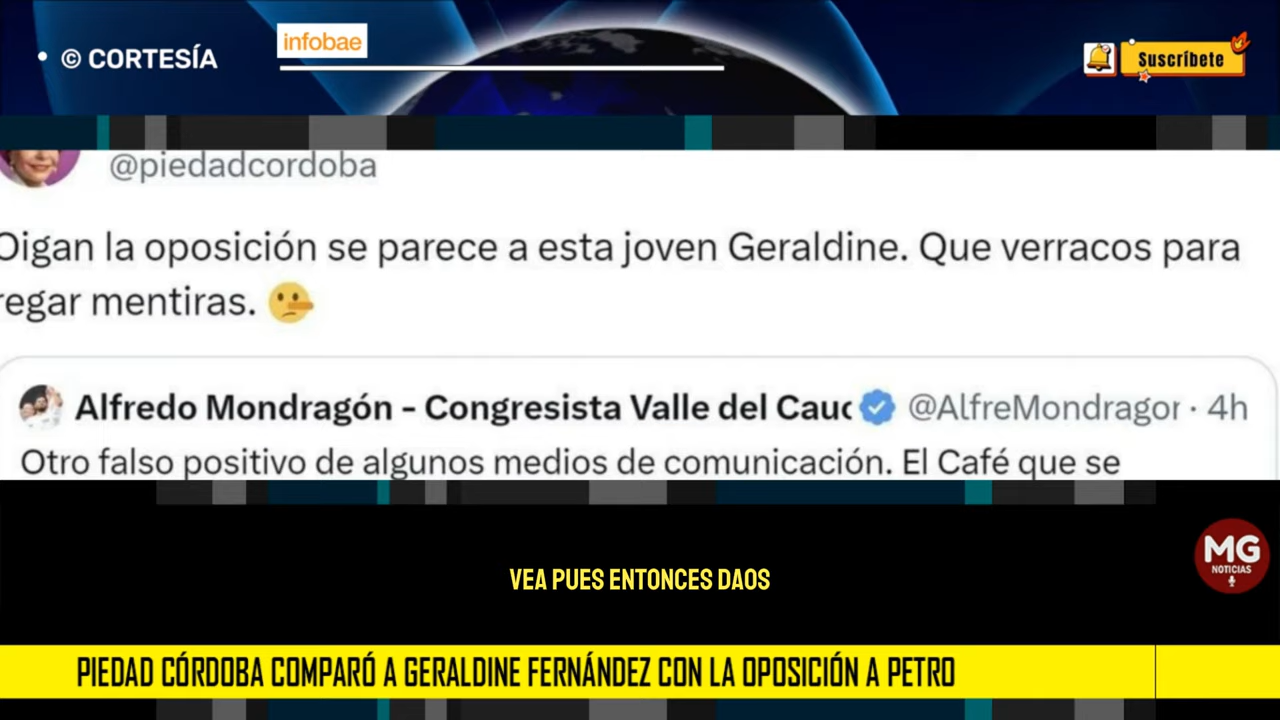 © CORTESÍA
infobae
Suscríbete
@piedadcordoba
Oigan la oposición se parece a esta joven Geraldine. Que verracos para
regar mentiras. 🤥
Alfredo Mondragón - Congresista Valle del Cauc @AlfreMondragor · 4h
Otro falso positivo de algunos medios de comunicación. El Café que se
VEA PUES ENTONCES DAOS
MG
NOTICIAS
PIEDAD CÓRDOBA COMPARÓ A GERALDINE FERNÁNDEZ CON LA OPOSICIÓN A PETRO